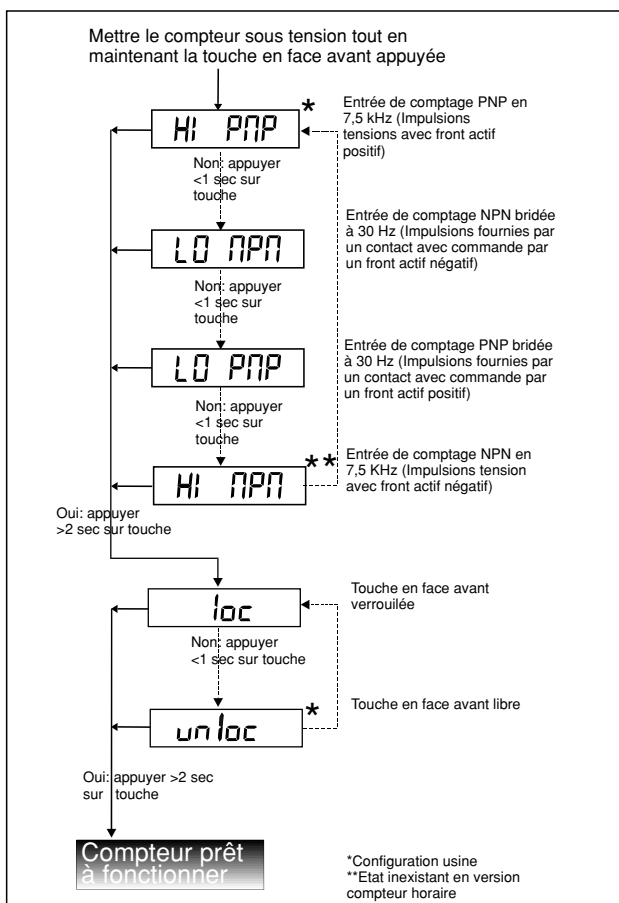 Mettre le compteur sous tension tout en
maintenant la touche en face avant appuyée
HI PNP
*
Entrée de comptage PNP en
7,5 kHz (Impulsions
tensions avec front actif
positif)
Non: appuyer
<1 sec sur
touche
LO NPN
Entrée de comptage NPN bridée
à 30 Hz (Impulsions fournies par
un contact avec commande par
un front actif négatif)
Non: appuyer
<1 sec sur
touche
LO PNP
Entrée de comptage PNP bridée
à 30 Hz (Impulsions fournies par
un contact avec commande par
un front actif positif)
Non: appuyer
<1 sec sur
touche
HI NPN
**
Entrée de comptage NPN en
7,5 KHz (Impulsions tension
avec front actif négatif)
Oui: appuyer
>2 sec sur touche
loc
Touche en face avant
verrouilée
Non: appuyer
<1 sec sur touche
unloc
*
Touche en face avant libre
Oui: appuyer >2 sec
sur touche
Compteur prêt
à fonctionner
*Configuration usine
**Etat inexistant en version
compteur horaire